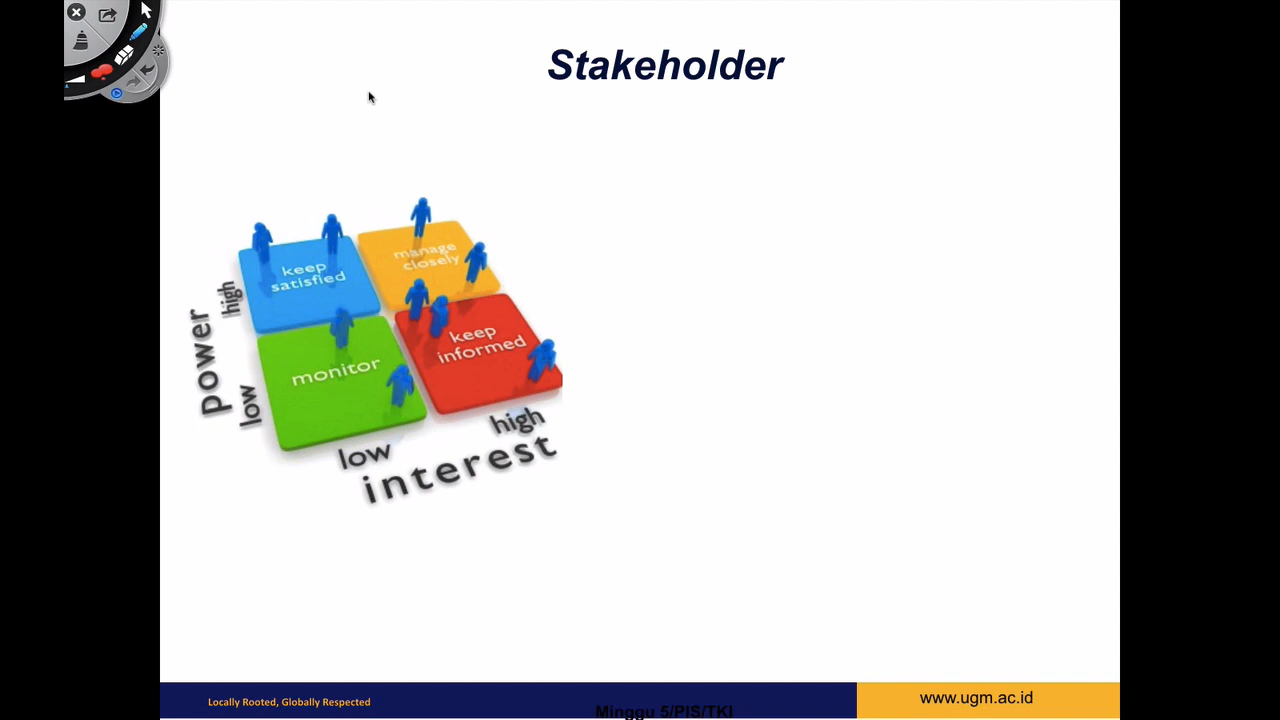 Stakeholder
keep
satisfied
manage
closely
monitor
keep
informed
power
high
low
low
high
interest
Locally Rooted, Globally Respected
Minggu 5/PIS/TKI
www.ugm.ac.id